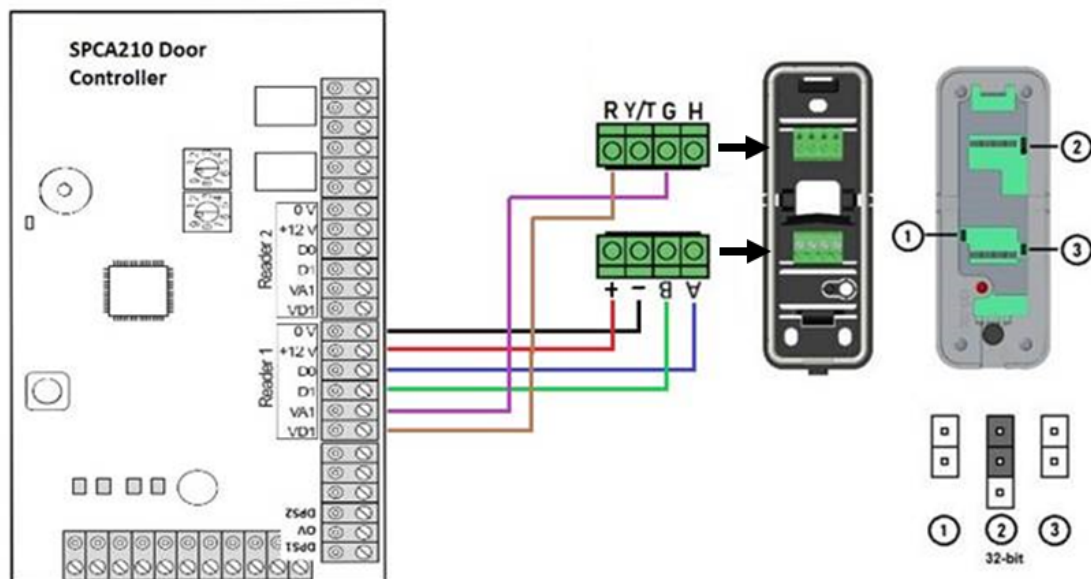 SPCA210 Door
Controller
R Y/T G H
+ − B A
Reader 2
0 V
+12 V
D0
D1
VA1
VD1
Reader 1
0 V
+12 V
D0
D1
VA1
VD1
DPS2
0V
DPS1
1
2
3
1
2
3
32-bit